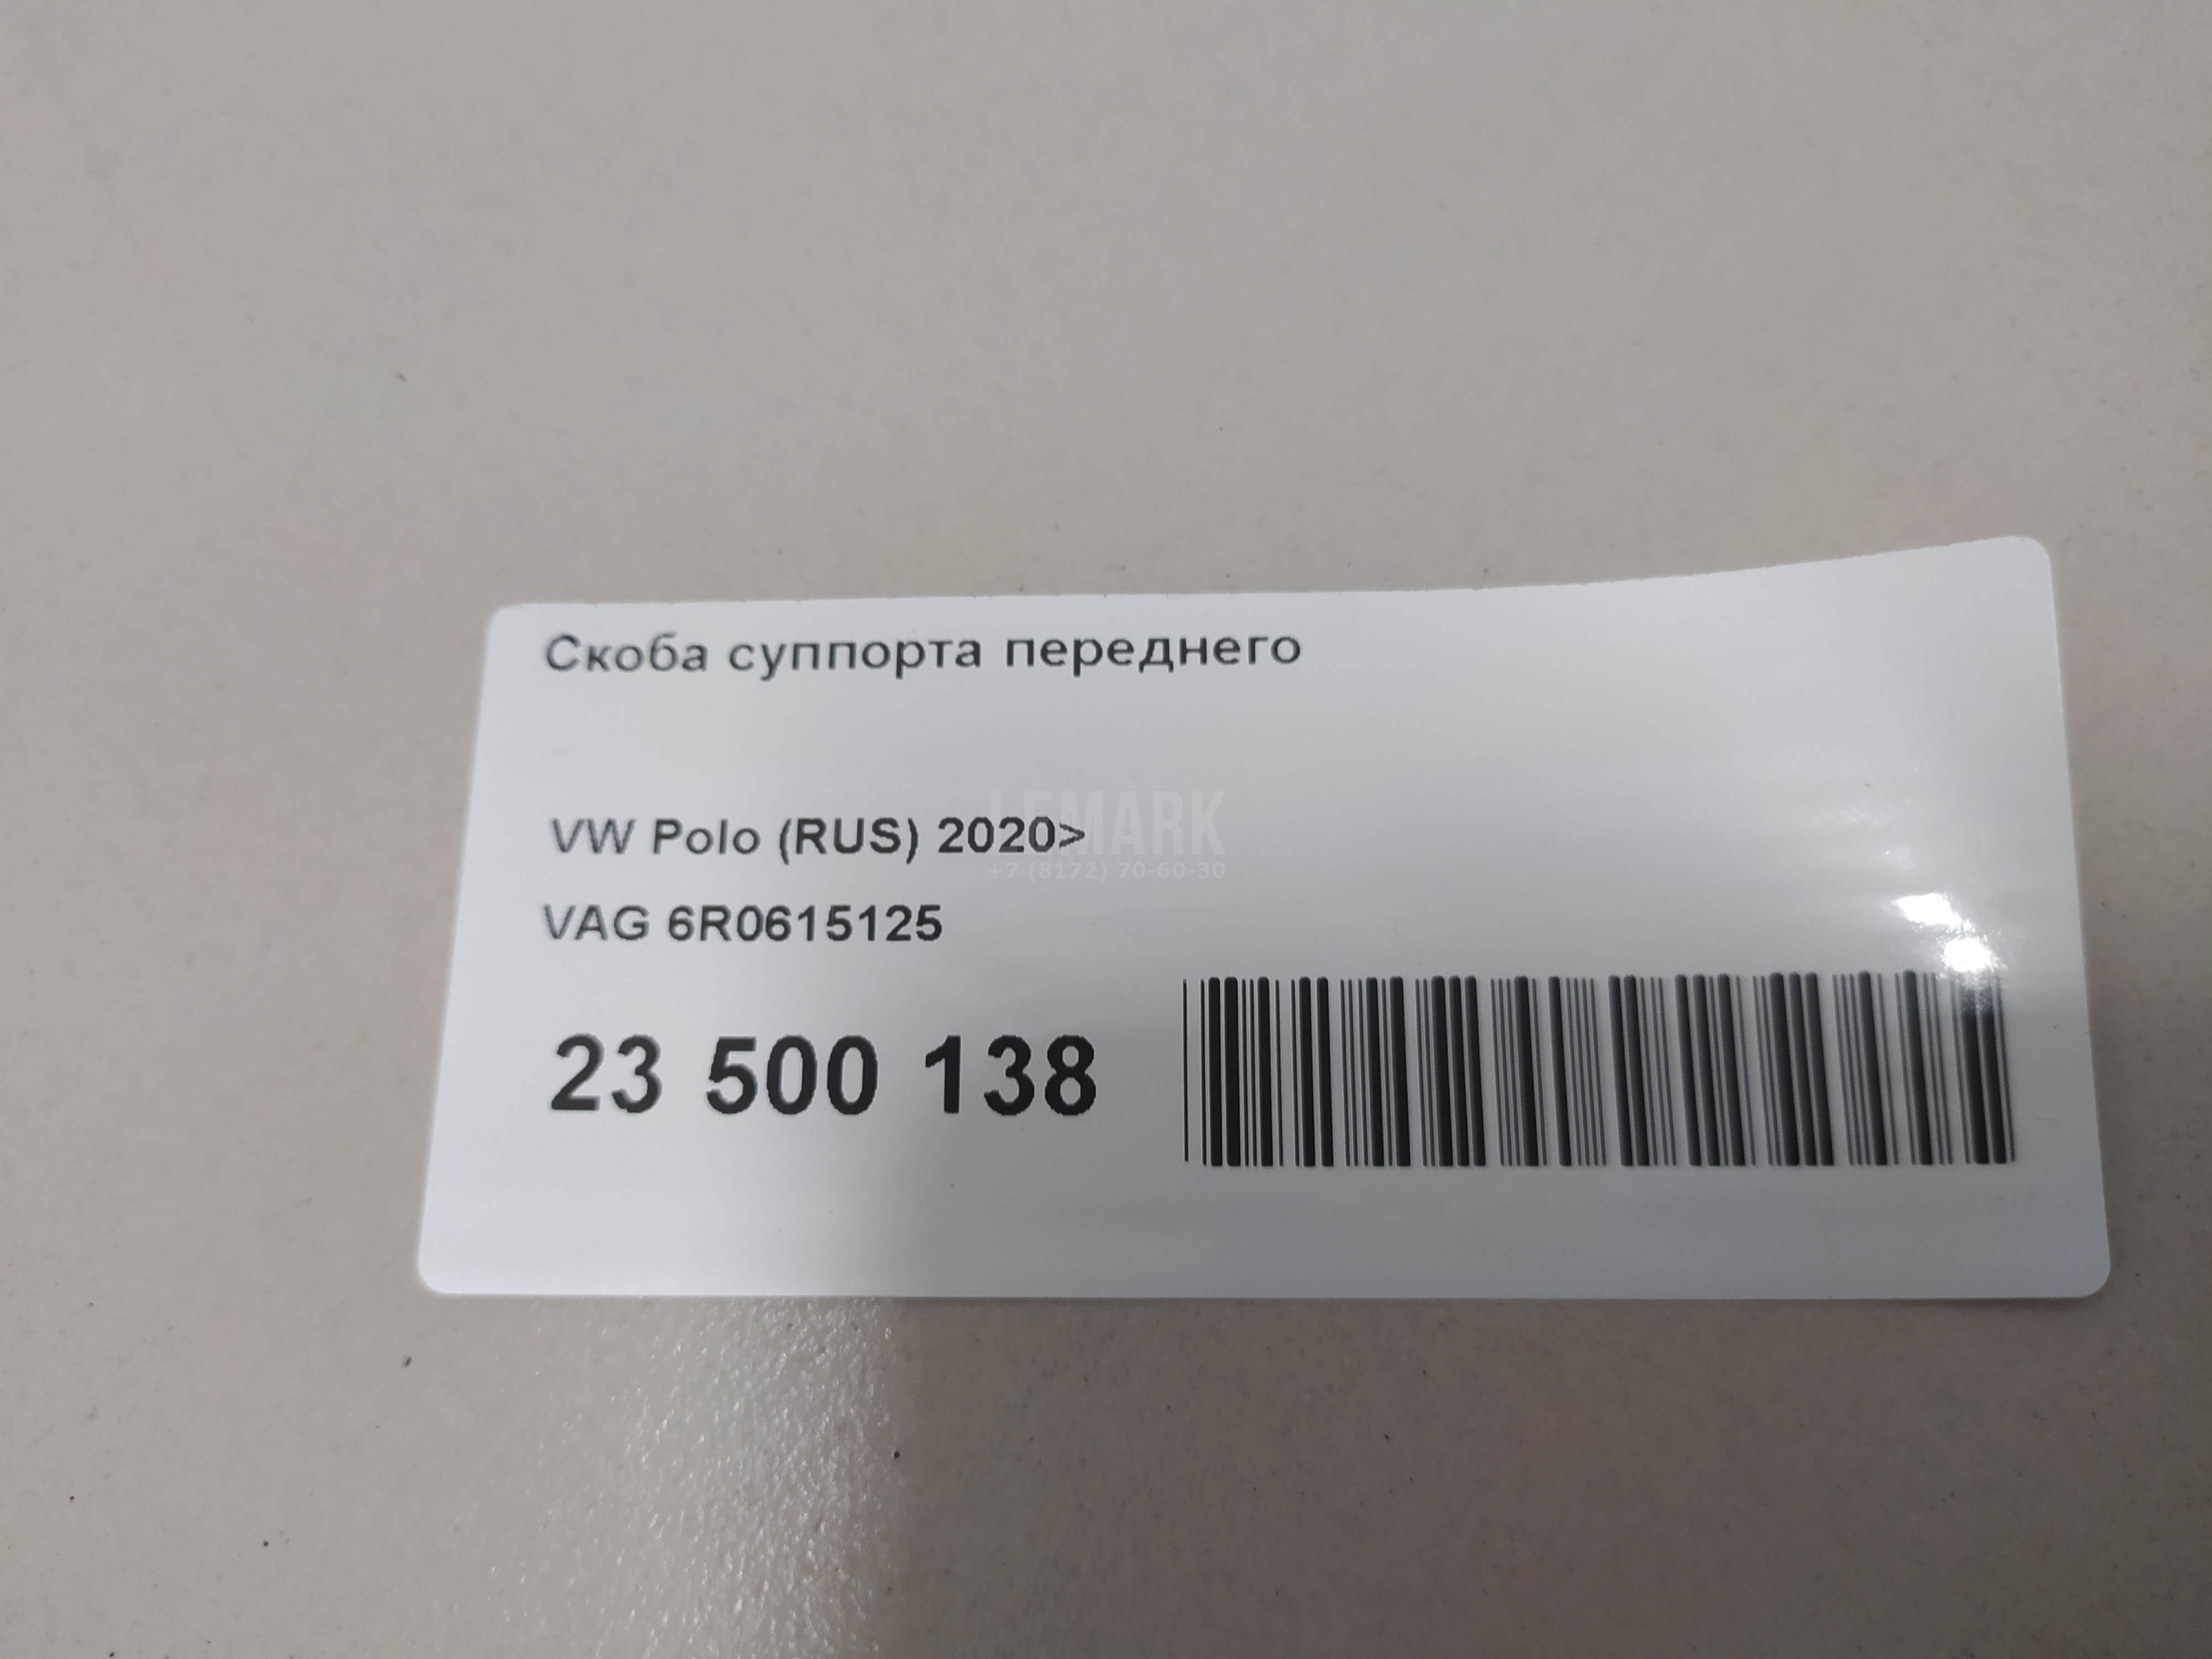 Скоба суппорта переднего
LEMARK
VW Polo (RUS) 2020>
+7 (8172) 70-60-30
VAG 6R0615125
23 500 138